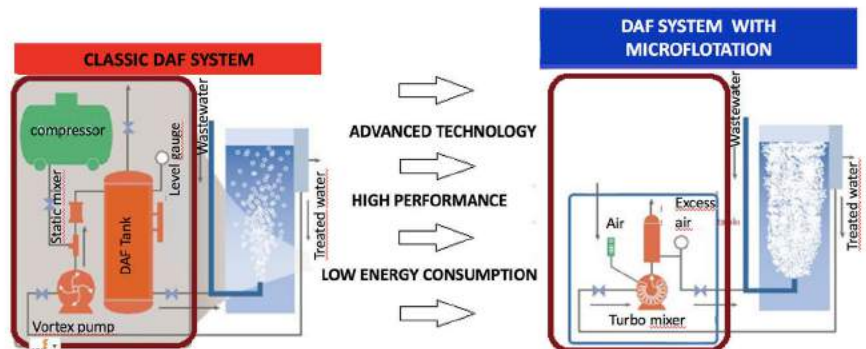 CLASSIC DAF SYSTEM
compressor
Static mixer
DAF Tank
Level gauge
Wastewater
Treated water
Vortex pump
ADVANCED TECHNOLOGY
HIGH PERFORMANCE
LOW ENERGY CONSUMPTION
DAF SYSTEM WITH
MICROFLOTATION
Wastewater
Air
Excess
air
Turbo mixer
Treated water